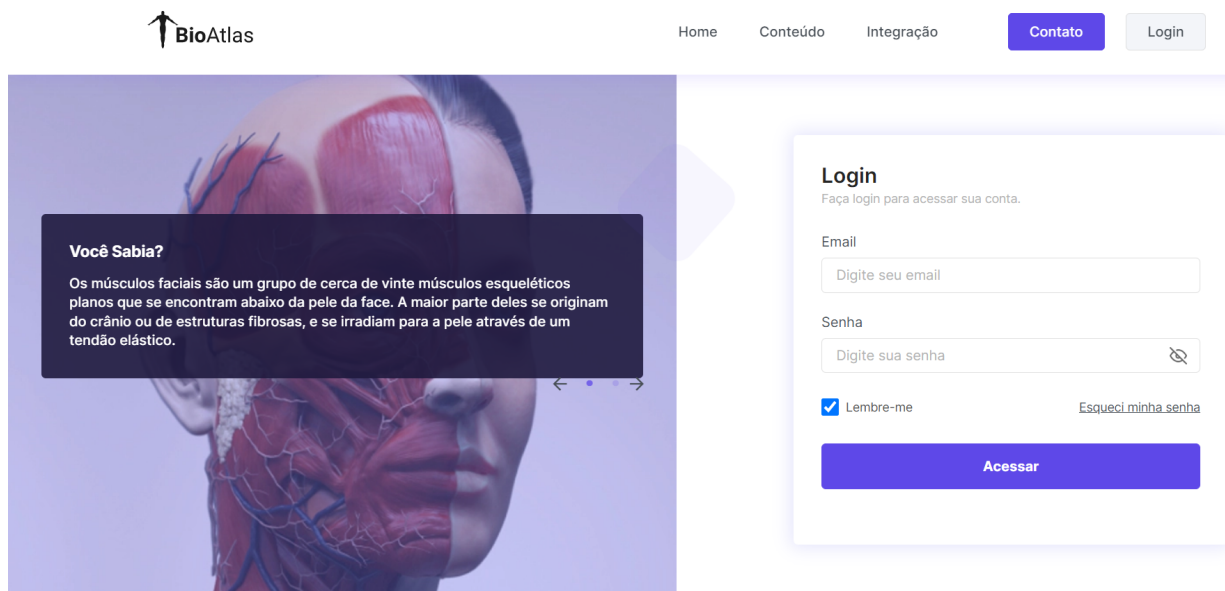 BioAtlas
Home
Conteúdo
Integração
Contato
Login
Você Sabia?
Os músculos faciais são um grupo de cerca de vinte músculos esqueléticos
planos que se encontram abaixo da pele da face. A maior parte deles se originam
do crânio ou de estruturas fibrosas, e se irradiam para a pele através de um
tendão elástico.
Login
Faça login para acessar sua conta.
Email
Digite seu email
Senha
Digite sua senha
Lembre-me
Esqueci minha senha
Acessar